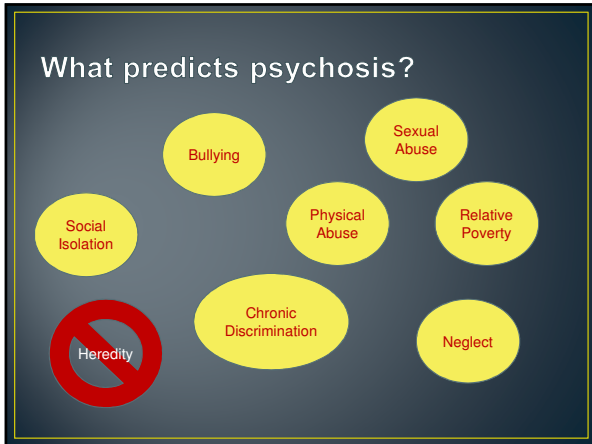 What predicts psychosis?
Bullying
Sexual
Abuse
Social
Isolation
Physical
Abuse
Relative
Poverty
Chronic
Discrimination
Heredity
Neglect